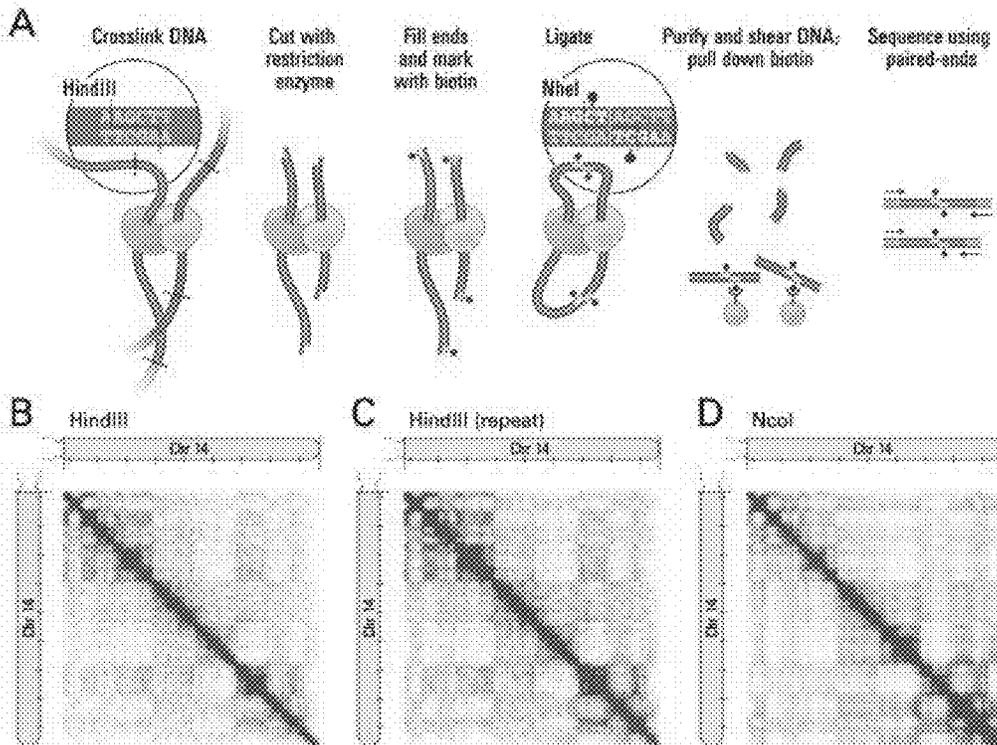 A
Crosslink DNA
Cut with
restriction
enzyme
Fill ends
and mark
with biotin
Ligate
Purify and shear DNA;
pull down biotin
Sequence using
paired-ends
HindIII
NheI
B HindIII
Chr 14
Chr 14
C HindIII (repeat)
Chr 14
Chr 14
D NcoI
Chr 14
Chr 14